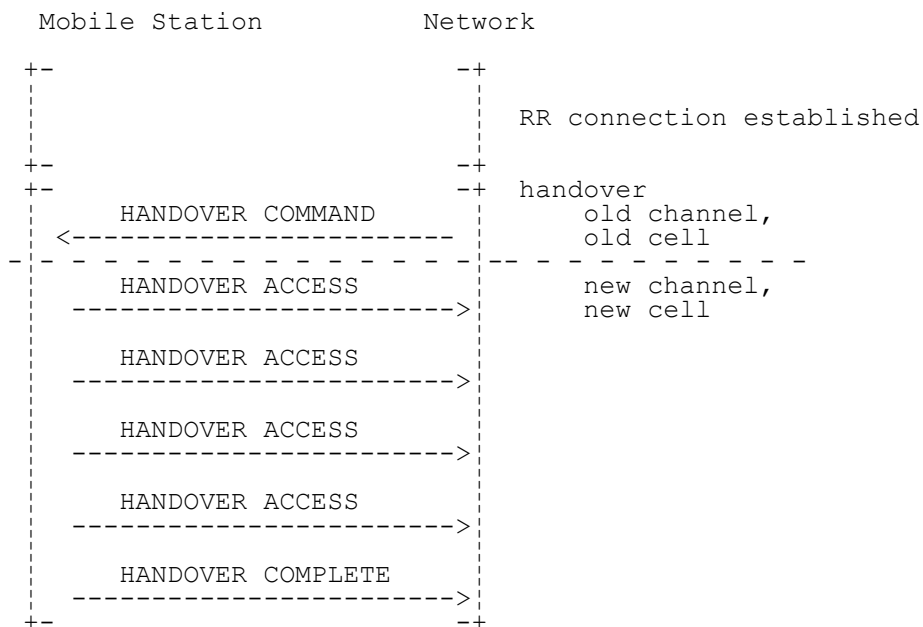 Mobile Station Network
RR connection established
handover
HANDOVER COMMAND old channel,
old cell
HANDOVER ACCESS new channel,
new cell
HANDOVER ACCESS
HANDOVER ACCESS
HANDOVER ACCESS
HANDOVER COMPLETE